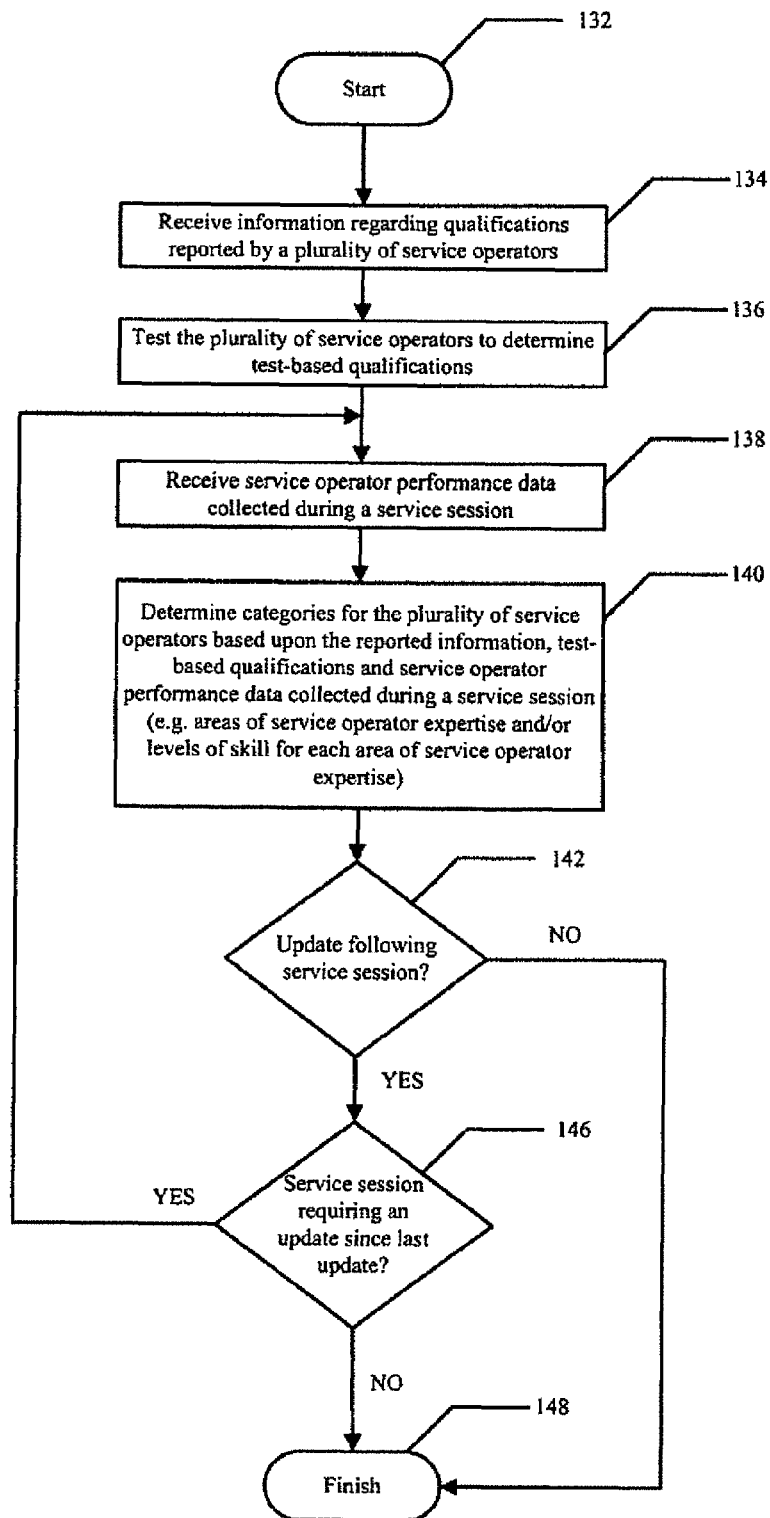 132
Start
134
Receive information regarding qualifications
reported by a plurality of service operators
136
Test the plurality of service operators to determine
test-based qualifications
138
Receive service operator performance data
collected during a service session
140
Determine categories for the plurality of service
operators based upon the reported information, test-
based qualifications and service operator
performance data collected during a service session
(e.g. areas of service operator expertise and/or
levels of skill for each area of service operator
expertise)
142
Update following
service session?
NO
YES
146
Service session
requiring an
update since last
update?
YES
NO
148
Finish